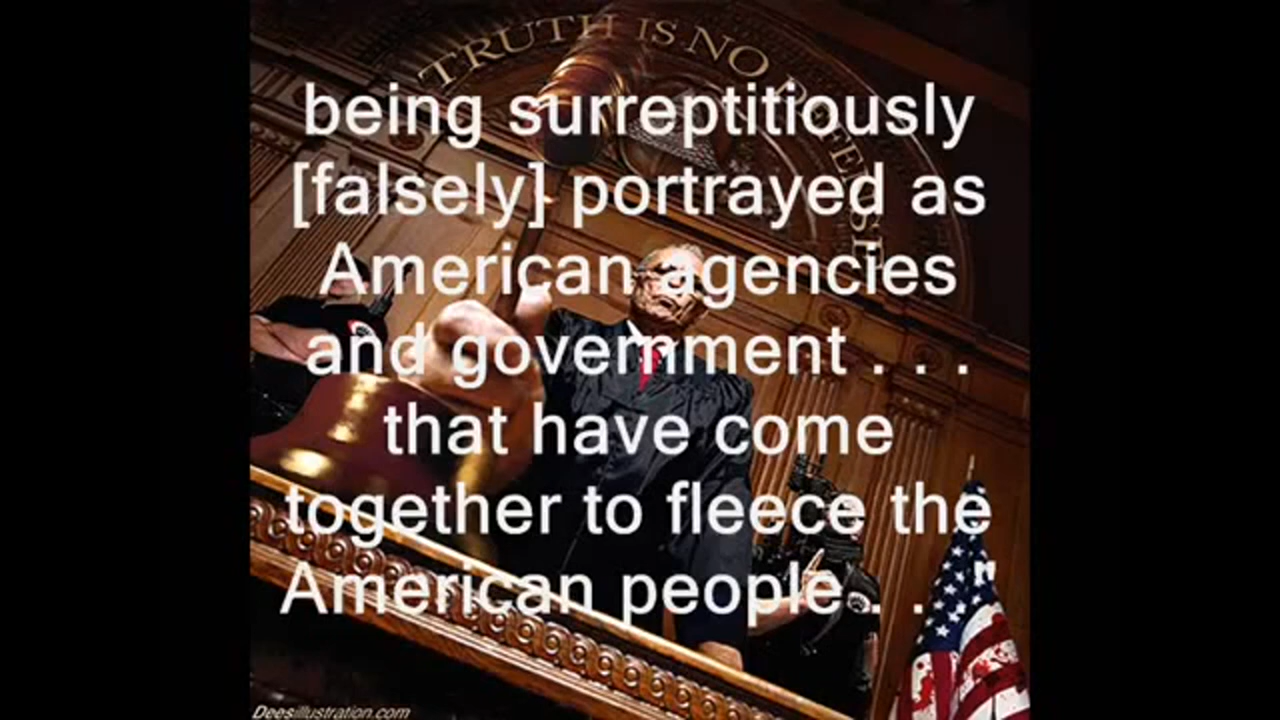 TRUTH IS NO DEFENSE
being surreptitiously
[falsely] portrayed as
American agencies
and government . . .
that have come
together to fleece the
American people . . ."
Deesillustration.com